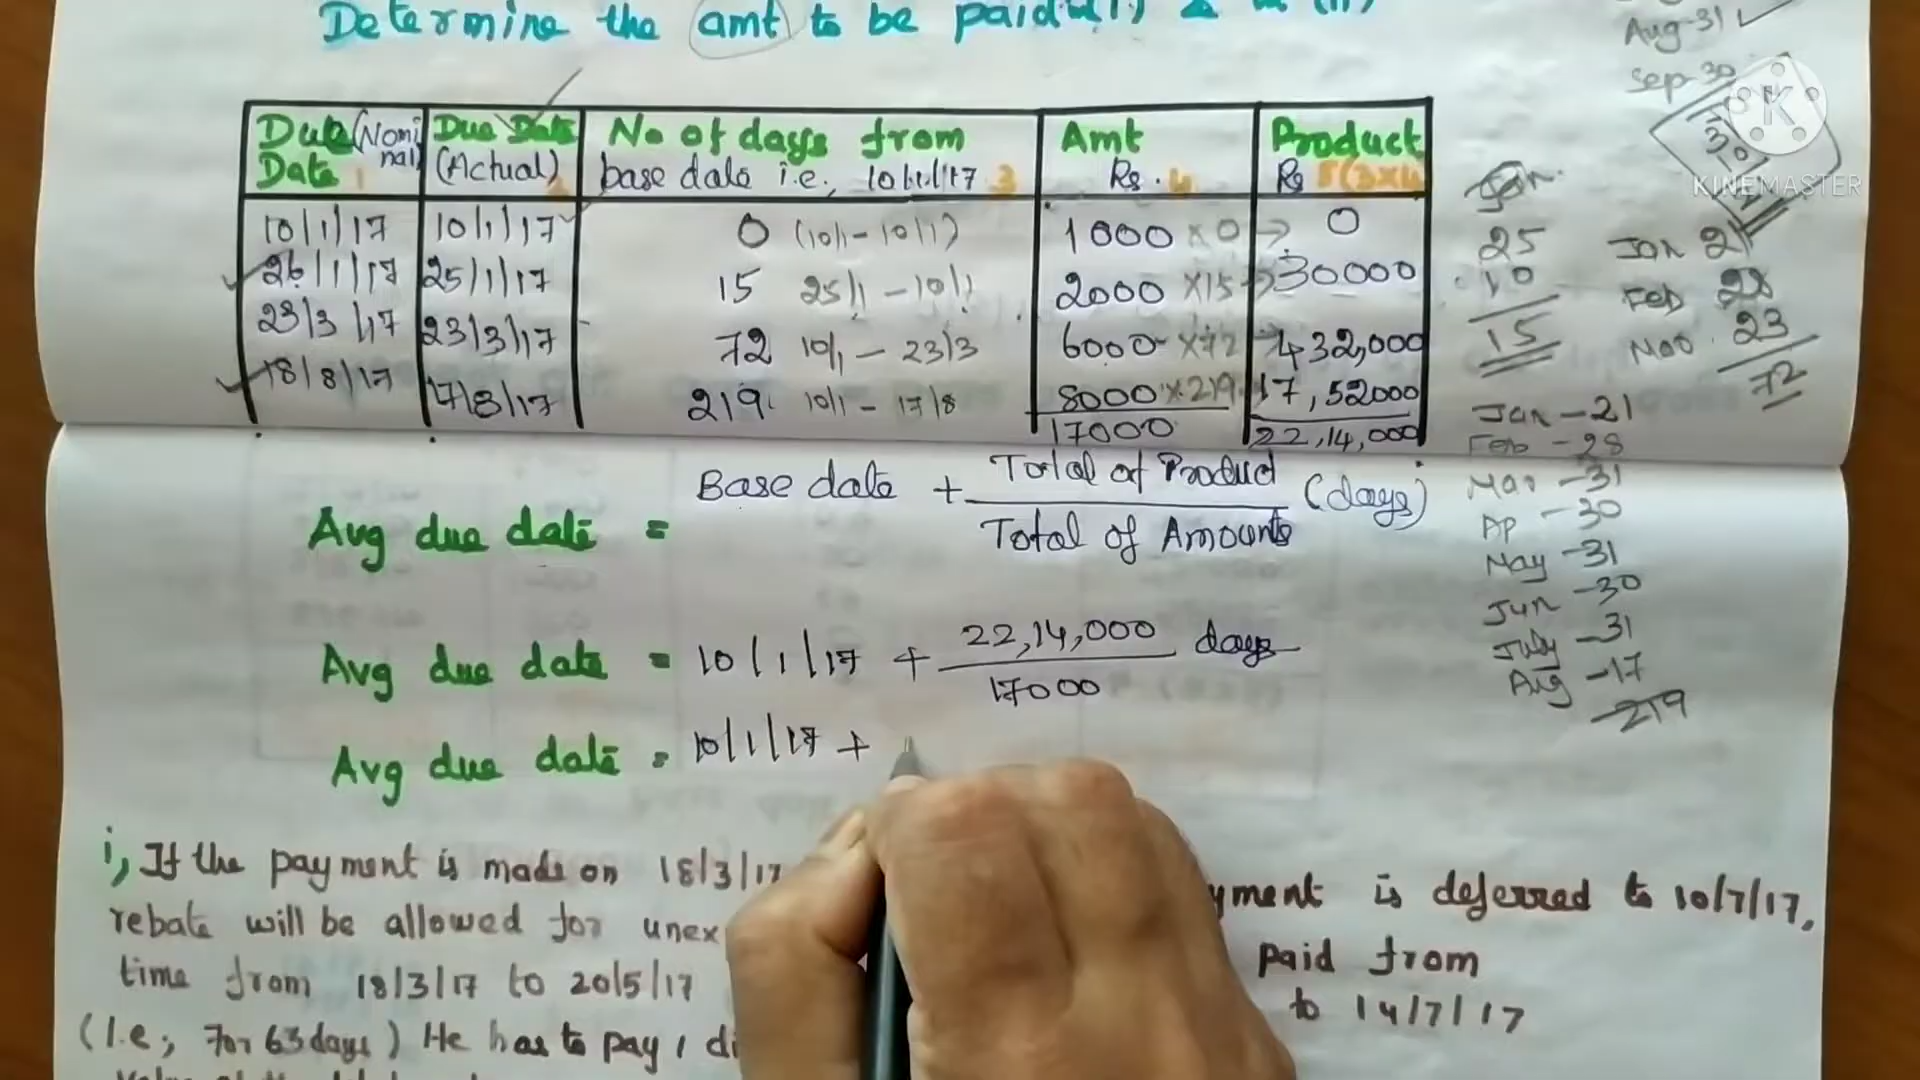 Determine the amt to be paid
Due (Nominal) Date 1 | Due Date (Actual) 2 | No of days from base date i.e., 10/1/17 3 | Amt Rs. 4 | Product Rs 5(3x4
10/1/17 | 10/1/17 | 0 (10/1-10/1) | 1000 x 0 → | 0
26/1/17 | 25/1/17 | 15 25/1-10/1 | 2000 x15 → | 30000
23/3/17 | 23/3/17 | 72 10/1 - 23/3 | 6000 x72 → | 432,000
18/8/17 | 17/8/17 | 219 10/1 - 17/8 | 8000 x 219 | 17,52000
17000 | 22,14,000
Avg due date = Base date + Total of Product / Total of Amounts (days)
Avg due date = 10/1/17 + 22,14,000 / 17000 days
Avg due date = 10/1/17 +
i, If the payment is made on 18/3/17
rebate will be allowed for unex
time from 18/3/17 to 20/5/17
(i.e; for 63 days) He has to pay, di
yment is deferred to 10/7/17,
paid from
to 14/7/17
Aug-31
Sep-30
KINEMASTER
Jan.
25
10
15
Jan 21
Feb 28
Mar. 23
72
Jan - 21
Feb - 28
Mar - 31
Ap - 30
May - 31
Jun - 30
July - 31
Aug - 17
219